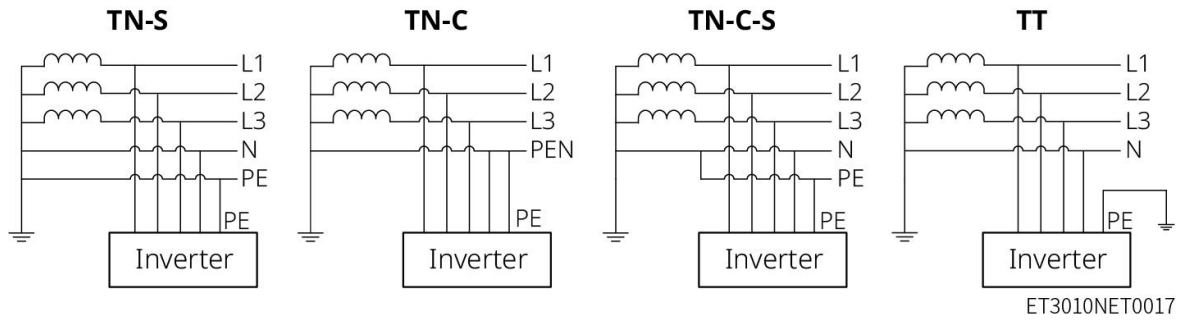 TN-S TN-C TN-C-S TT
L1 L1 L1 L1
L2 L2 L2 L2
L3 L3 L3 L3
N PEN N N
PE PE
PE PE PE PE
Inverter Inverter Inverter Inverter
ET3010NET0017